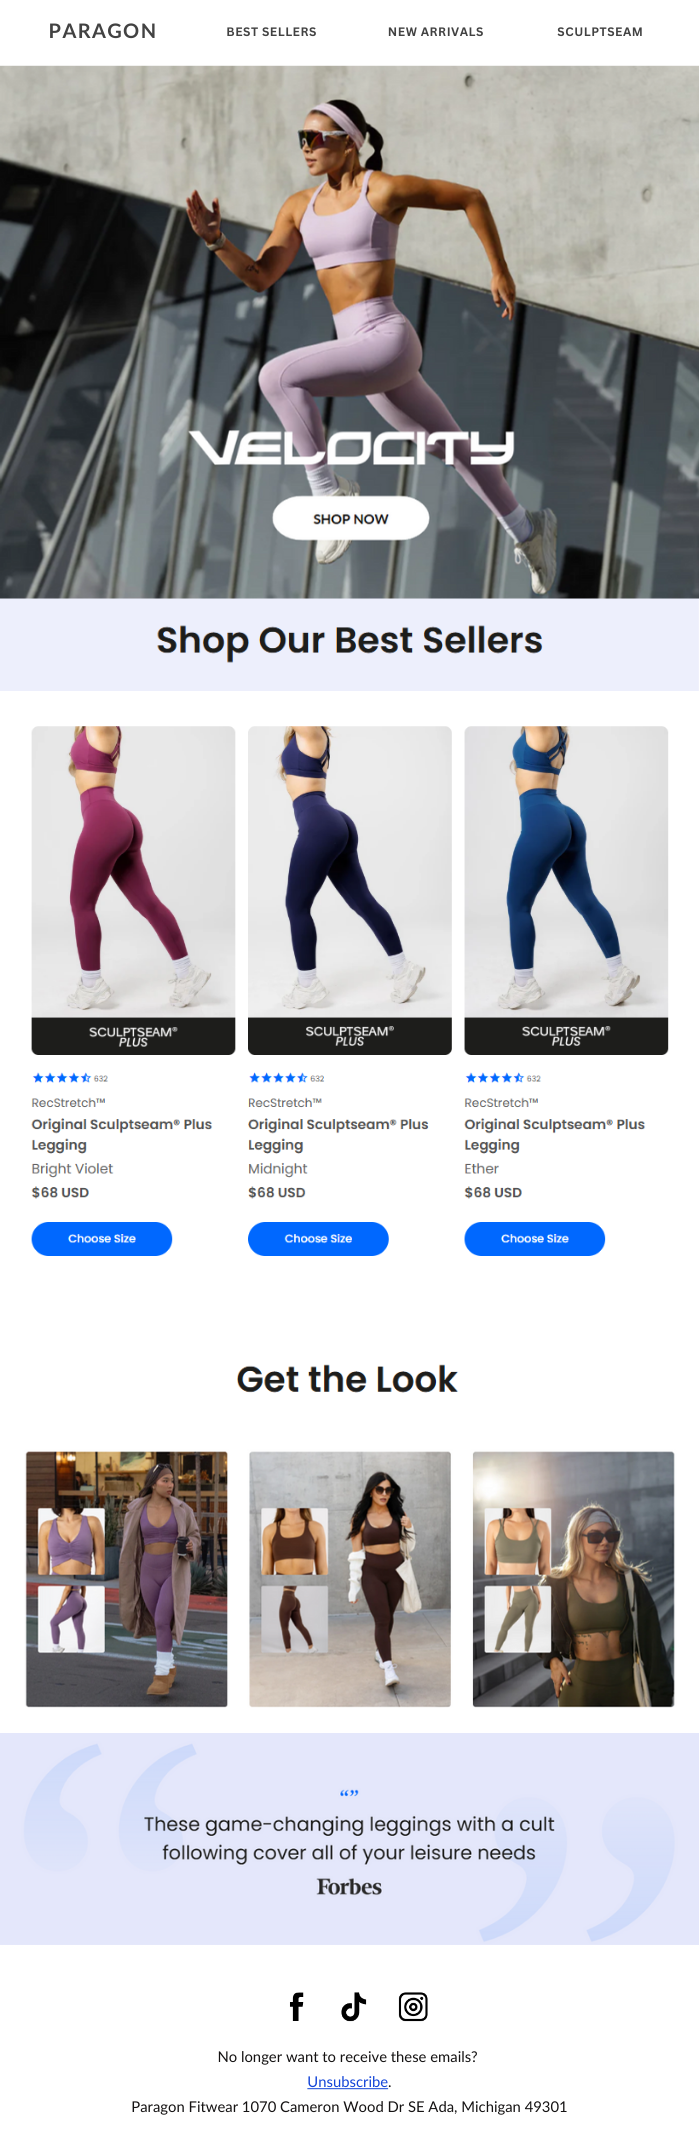 PARAGON
BEST SELLERS
NEW ARRIVALS
SCULPTSEAM
VELOCITY
SHOP NOW
Shop Our Best Sellers
SCULPTSEAM®
PLUS
SCULPTSEAM®
PLUS
SCULPTSEAM®
PLUS
632
RecStretch™
Original Sculptseam® Plus
Legging
Bright Violet
$68 USD
Choose Size
632
RecStretch™
Original Sculptseam® Plus
Legging
Midnight
$68 USD
Choose Size
632
RecStretch™
Original Sculptseam® Plus
Legging
Ether
$68 USD
Choose Size
Get the Look
“”
These game-changing leggings with a cult
following cover all of your leisure needs
Forbes
No longer want to receive these emails?
Unsubscribe.
Paragon Fitwear 1070 Cameron Wood Dr SE Ada, Michigan 49301